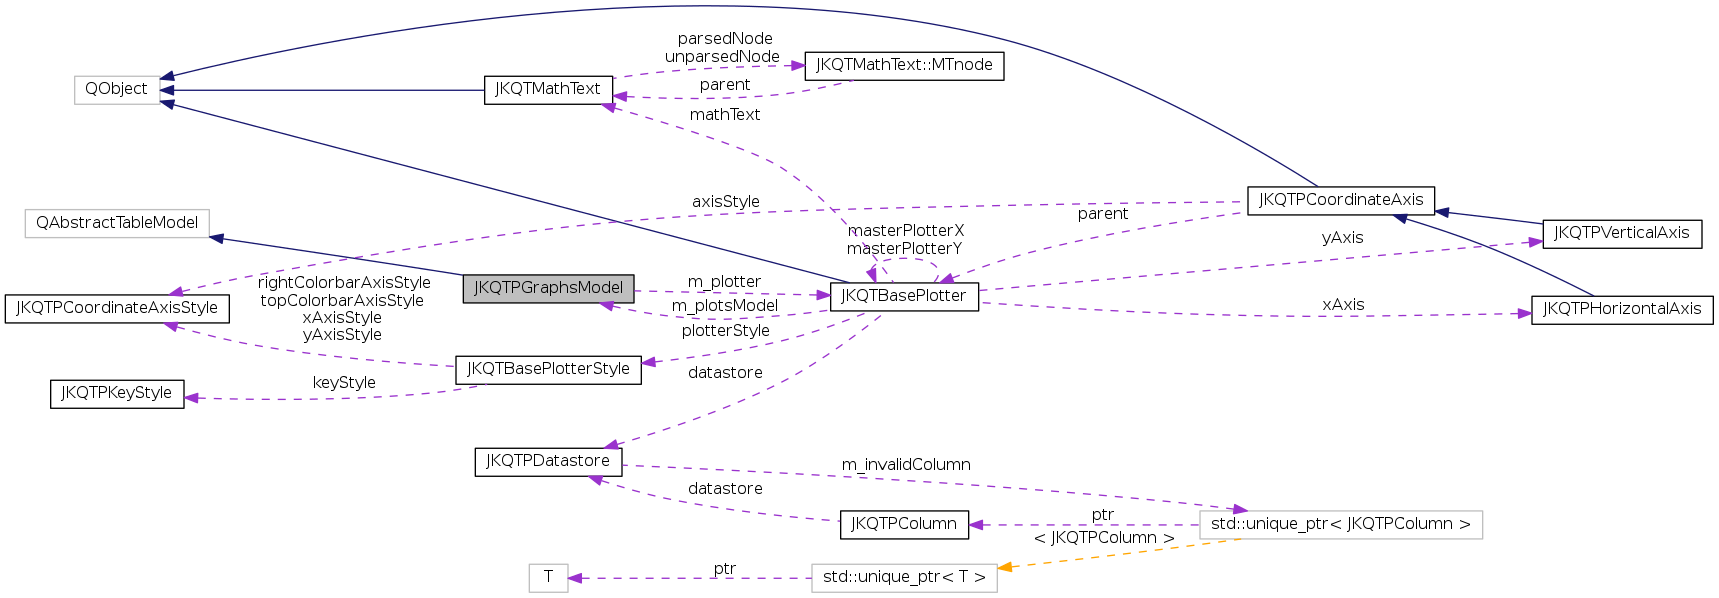 parsedNode
unparsedNode
JKQTMathText::MTnode
QObject
JKQTMathText
parent
mathText
axisStyle
JKQTPCoordinateAxis
QAbstractTableModel
parent
masterPlotterX
masterPlotterY
yAxis
JKQTPVerticalAxis
rightColorbarAxisStyle
topColorbarAxisStyle
xAxisStyle
yAxisStyle
JKQTPCoordinateAxisStyle
JKQTPGraphsModel
m_plotter
m_plotsModel
JKQTBasePlotter
xAxis
JKQTPHorizontalAxis
plotterStyle
JKQTBasePlotterStyle
datastore
keyStyle
JKQTPKeyStyle
JKQTPDatastore
m_invalidColumn
datastore
JKQTPColumn
ptr
std::unique_ptr< JKQTPColumn >
< JKQTPColumn >
T
ptr
std::unique_ptr< T >